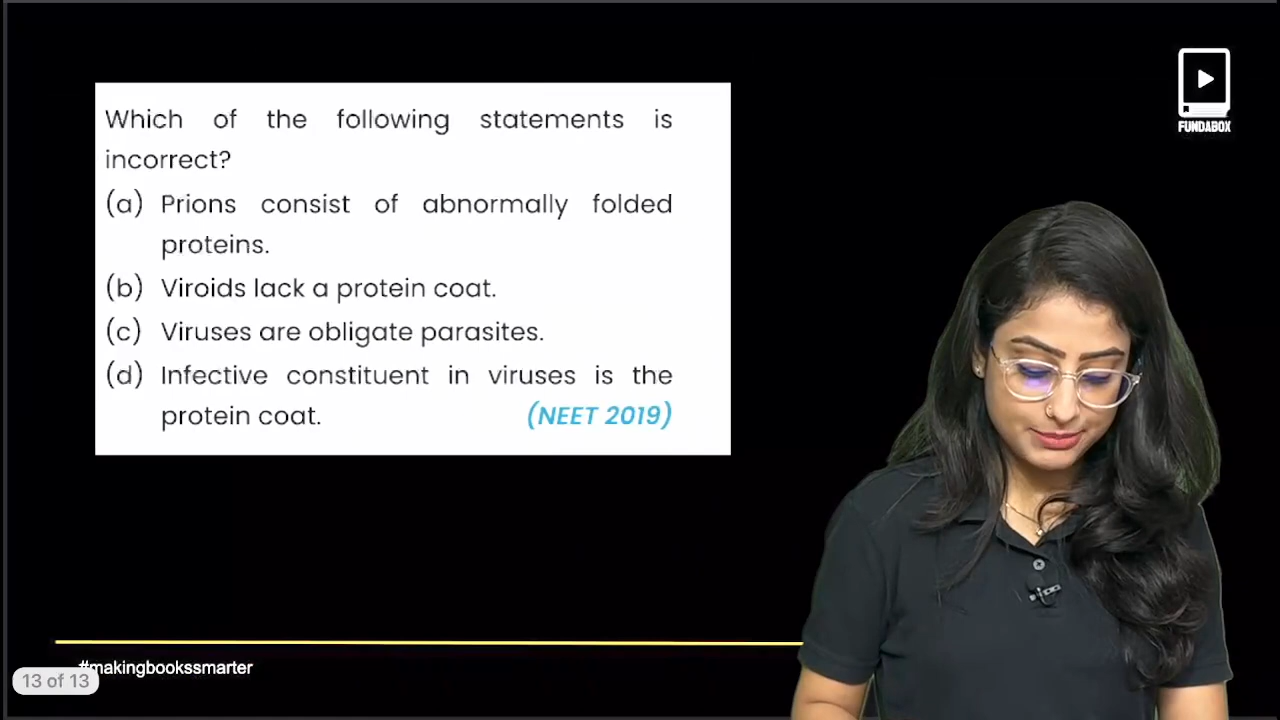 FUNDABOX
Which of the following statements is
incorrect?
(a) Prions consist of abnormally folded
proteins.
(b) Viroids lack a protein coat.
(c) Viruses are obligate parasites.
(d) Infective constituent in viruses is the
protein coat. (NEET 2019)
#makingbookssmarter
13 of 13